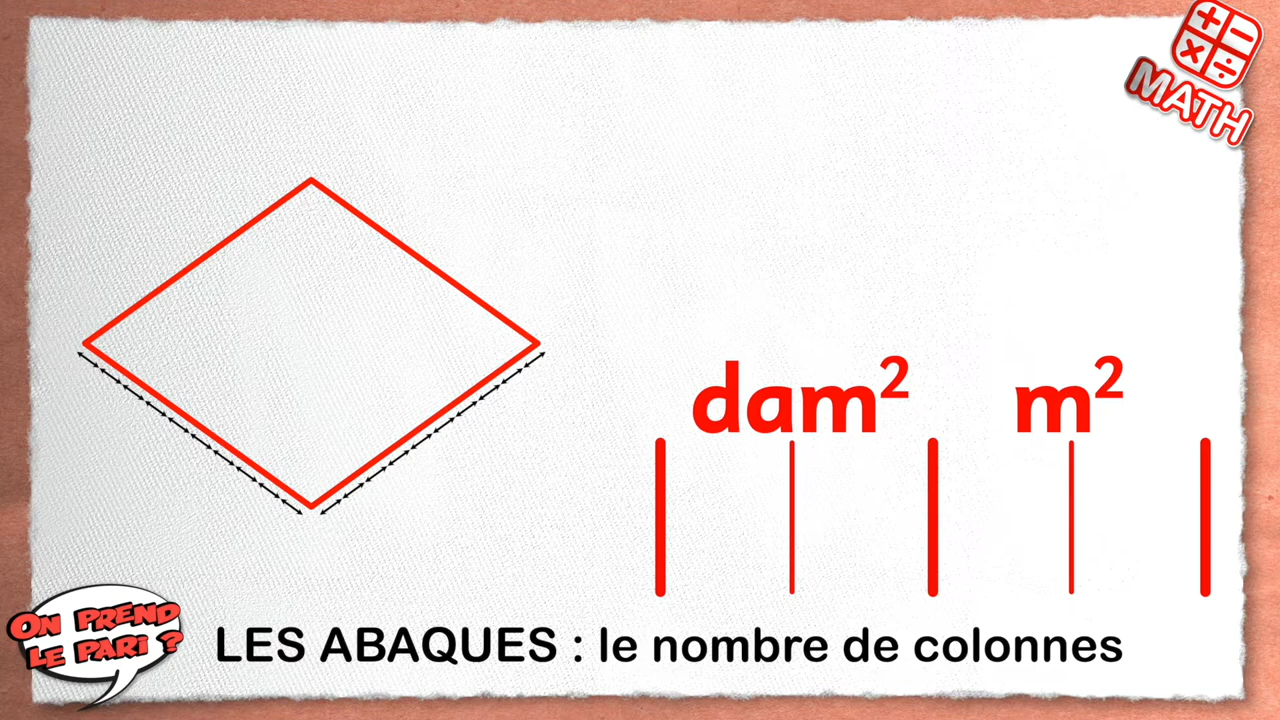 + −
× ÷
MATH
dam² m²
ON PREND
LE PARI ?
LES ABAQUES : le nombre de colonnes